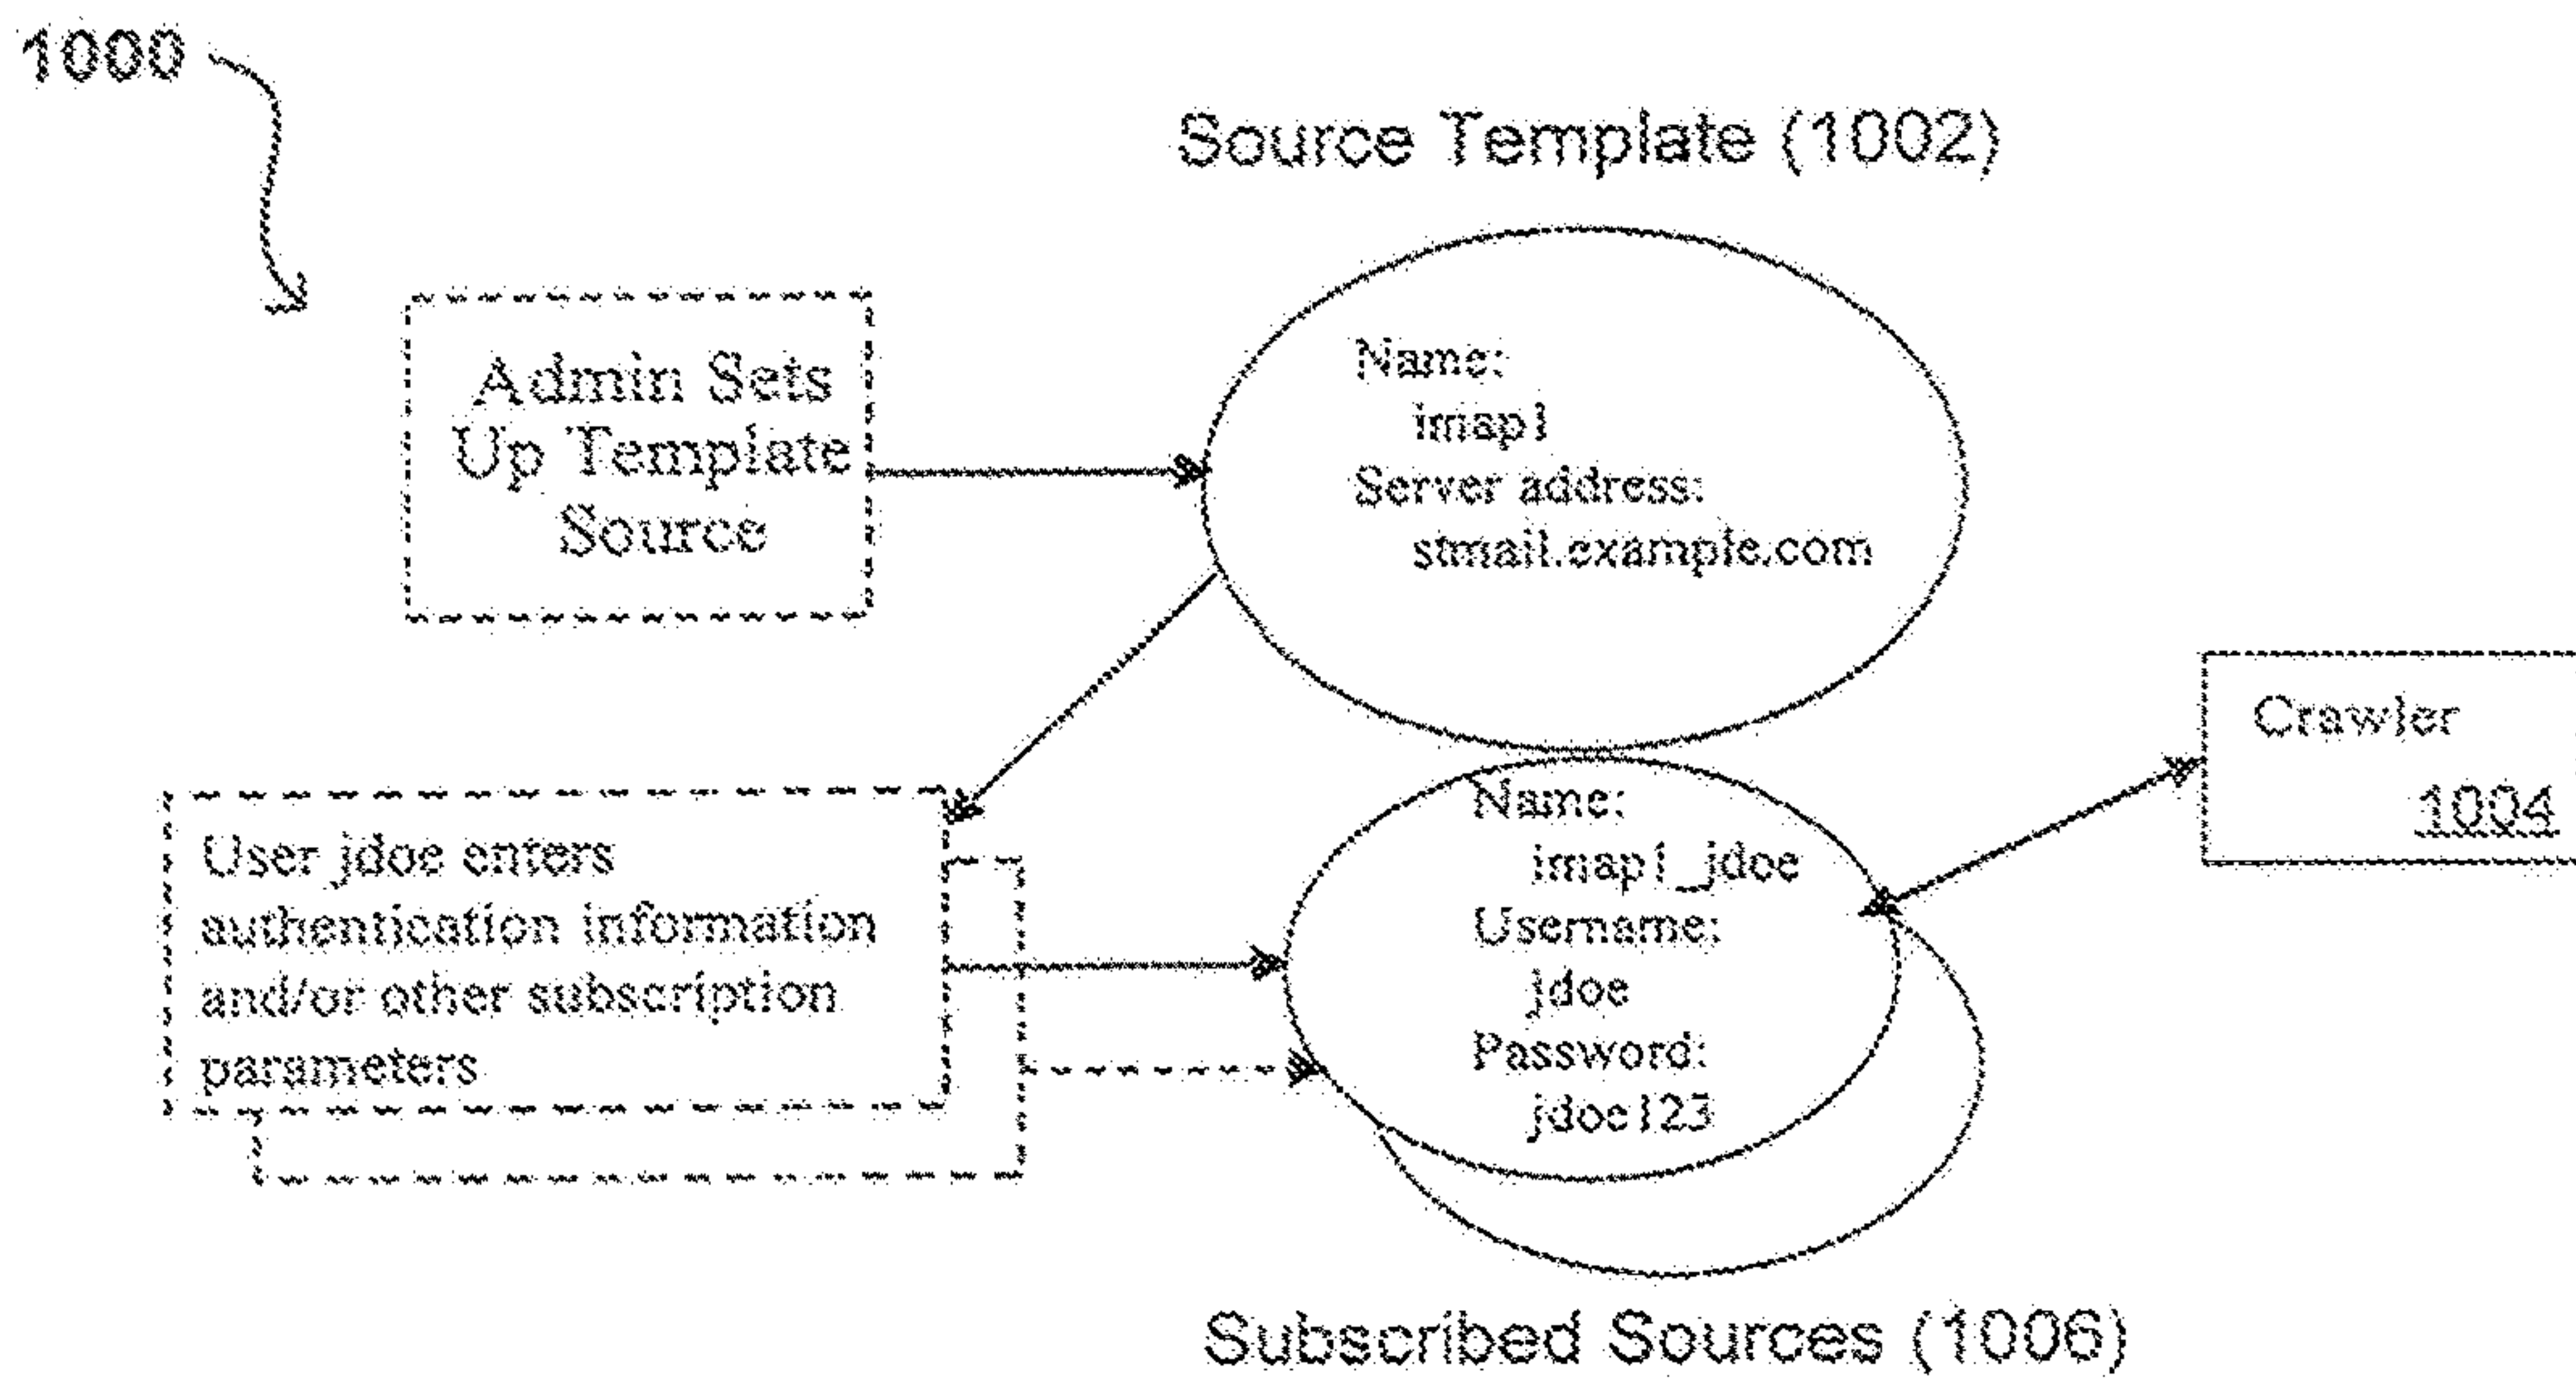 1000
Source Template (1002)
Admin Sets
Up Template
Source
Name:
imap1
Server address:
stmail.example.com
Crawler
1004
User jdoe enters
authentication information
and/or other subscription
parameters
Name:
imap1_jdoe
Username:
jdoe
Password:
jdoe123
Subscribed Sources (1006)